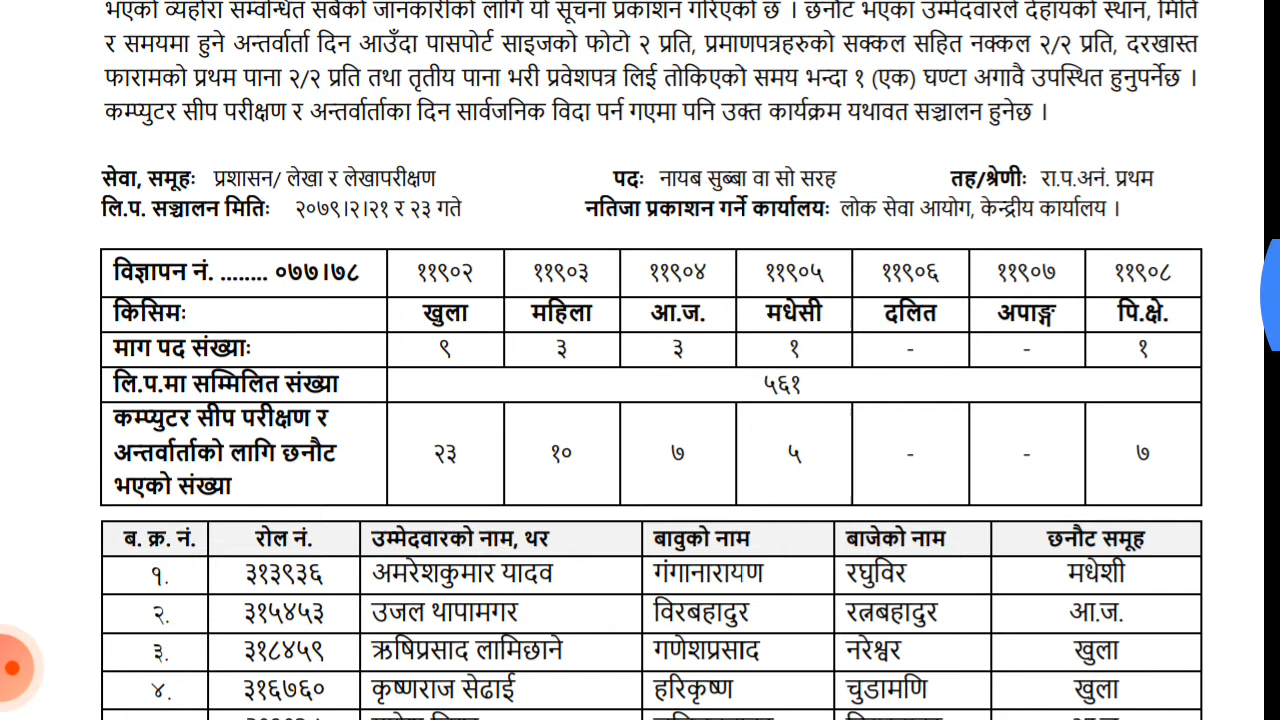 भएको व्यहोरा सम्वन्धित सबैको जानकारीको लागि यो सूचना प्रकाशन गरिएको छ । छनौट भएका उम्मेदवारले देहायको स्थान, मिति
र समयमा हुने अन्तर्वार्ता दिन आउँदा पासपोर्ट साइजको फोटो २ प्रति, प्रमाणपत्रहरुको सक्कल सहित नक्कल २/२ प्रति, दरखास्त
फारामको प्रथम पाना २/२ प्रति तथा तृतीय पाना भरी प्रवेशपत्र लिई तोकिएको समय भन्दा १ (एक) घण्टा अगावै उपस्थित हुनुपर्नेछ ।
कम्प्युटर सीप परीक्षण र अन्तर्वार्ताका दिन सार्वजनिक विदा पर्न गएमा पनि उक्त कार्यक्रम यथावत सञ्चालन हुनेछ ।
सेवा, समूहः प्रशासन/ लेखा र लेखापरीक्षण पदः नायब सुब्बा वा सो सरह तह/श्रेणीः रा.प.अनं. प्रथम
लि.प. सञ्चालन मितिः २०७९।२।२१ र २३ गते नतिजा प्रकाशन गर्ने कार्यालयः लोक सेवा आयोग, केन्द्रीय कार्यालय ।
विज्ञापन नं. ........ ०७७।७८ ११९०२ ११९०३ ११९०४ ११९०५ ११९०६ ११९०७ ११९०८
किसिमः खुला महिला आ.ज. मधेसी दलित अपाङ्ग पि.क्षे.
माग पद संख्याः ९ ३ ३ १ - - १
लि.प.मा सम्मिलित संख्या ५६१
कम्प्युटर सीप परीक्षण र
अन्तर्वार्ताको लागि छनौट २३ १० ७ ५ - - ७
भएको संख्या
ब. क्र. नं. रोल नं. उम्मेदवारको नाम, थर बावुको नाम बाजेको नाम छनौट समूह
१. ३१३९३६ अमरेशकुमार यादव गंगानारायण रघुविर मधेशी
२. ३१५४५३ उजल थापामगर विरबहादुर रत्नबहादुर आ.ज.
३. ३१८४५९ ऋषिप्रसाद लामिछाने गणेशप्रसाद नरेश्वर खुला
४. ३१६७६० कृष्णराज सेढाई हरिकृष्ण चुडामणि खुला